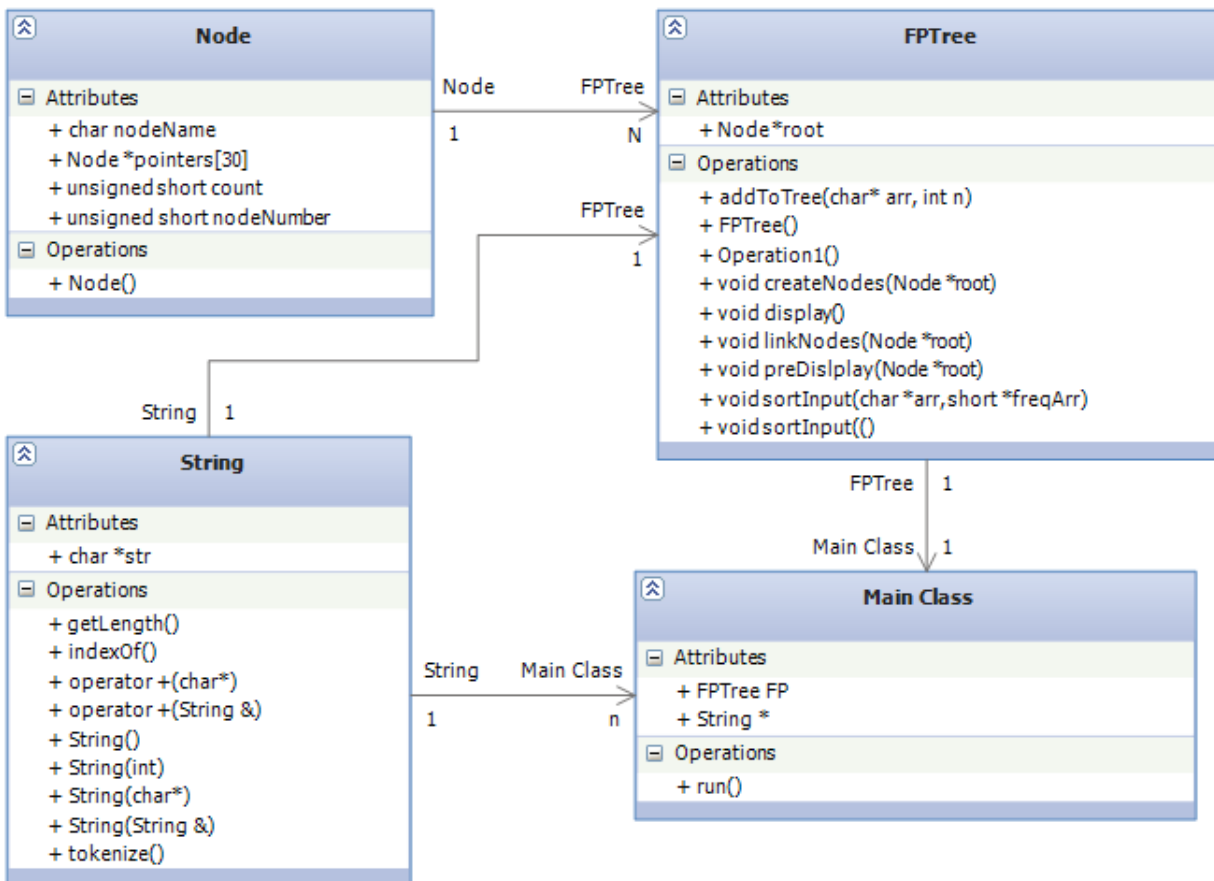 Node
Attributes
+ char nodeName
+ Node *pointers[30]
+ unsigned short count
+ unsigned short nodeNumber
Operations
+ Node()
Node FPTree
1 N
FPTree
Attributes
+ Node*root
Operations
+ addToTree(char* arr, int n)
+ FPTree()
+ Operation1()
+ void createNodes(Node *root)
+ void display()
+ void linkNodes(Node *root)
+ void preDislplay(Node *root)
+ void sortInput(char *arr,short *freqArr)
+ void sortInput(()
FPTree
1
String 1
String
Attributes
+ char *str
Operations
+ getLength()
+ indexOf()
+ operator +(char*)
+ operator +(String &)
+ String()
+ String(int)
+ String(char*)
+ String(String &)
+ tokenize()
FPTree 1
Main Class 1
String Main Class
1 n
Main Class
Attributes
+ FPTree FP
+ String *
Operations
+ run()